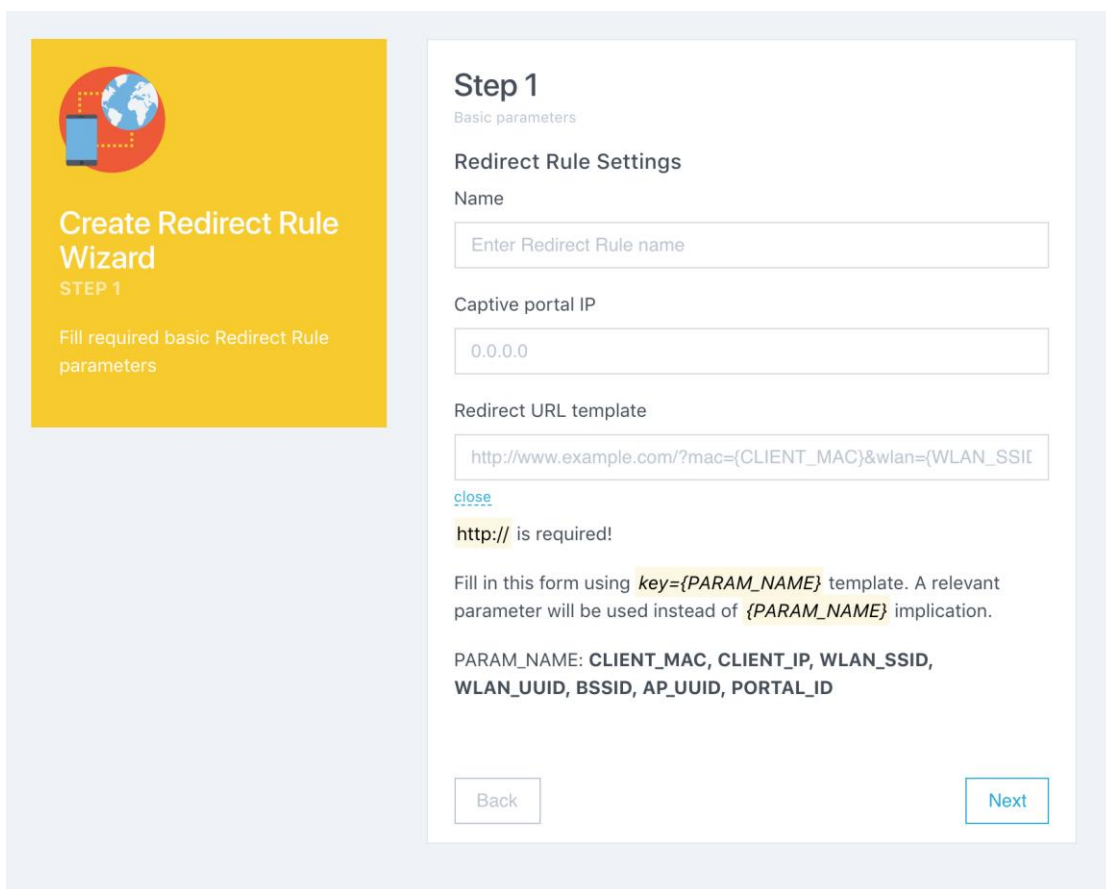 Create Redirect Rule
Wizard
STEP 1
Fill required basic Redirect Rule
parameters
Step 1
Basic parameters
Redirect Rule Settings
Name
Enter Redirect Rule name
Captive portal IP
0.0.0.0
Redirect URL template
http://www.example.com/?mac={CLIENT_MAC}&wlan={WLAN_SSID
close
http:// is required!
Fill in this form using key={PARAM_NAME} template. A relevant
parameter will be used instead of {PARAM_NAME} implication.
PARAM_NAME: CLIENT_MAC, CLIENT_IP, WLAN_SSID,
WLAN_UUID, BSSID, AP_UUID, PORTAL_ID
Back
Next